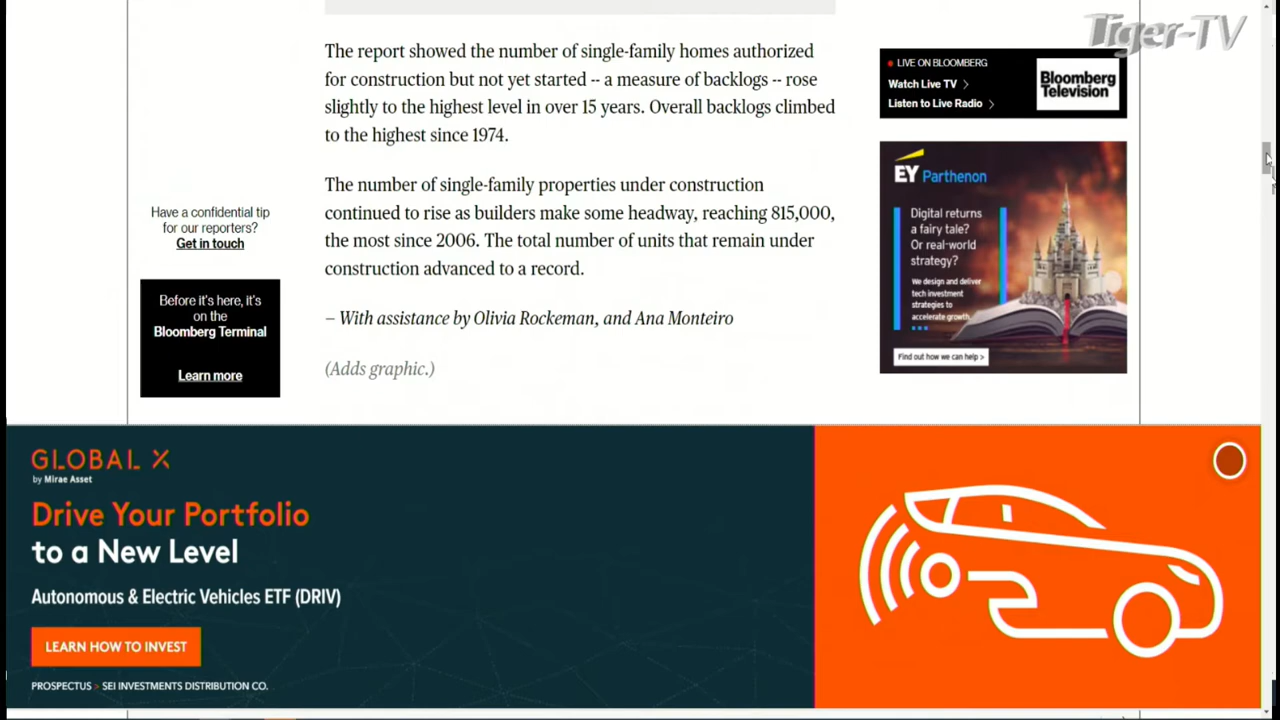 Tiger-TV
The report showed the number of single-family homes authorized
for construction but not yet started -- a measure of backlogs -- rose
slightly to the highest level in over 15 years. Overall backlogs climbed
to the highest since 1974.
The number of single-family properties under construction
continued to rise as builders make some headway, reaching 815,000,
the most since 2006. The total number of units that remain under
construction advanced to a record.
– With assistance by Olivia Rockeman, and Ana Monteiro
(Adds graphic.)
Have a confidential tip
for our reporters?
Get in touch
Before it's here, it's
on the
Bloomberg Terminal
Learn more
LIVE ON BLOOMBERG
Watch Live TV >
Listen to Live Radio >
Bloomberg
Television
EY Parthenon
Digital returns
a fairy tale?
Or real-world
strategy?
We design and deliver
tech investment
strategies to
accelerate growth.
Find out how we can help >
GLOBAL X
by Mirae Asset
Drive Your Portfolio
to a New Level
Autonomous & Electric Vehicles ETF (DRIV)
LEARN HOW TO INVEST
PROSPECTUS > SEI INVESTMENTS DISTRIBUTION CO.